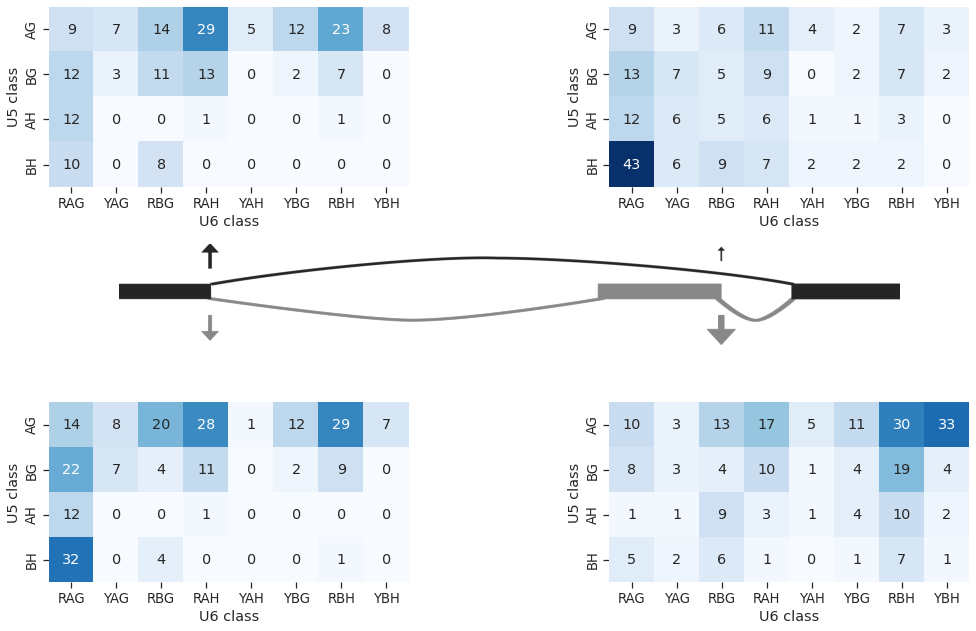 AG 9 7 14 29 5 12 23 8
BG 12 3 11 13 0 2 7 0
AH 12 0 0 1 0 0 1 0
BH 10 0 8 0 0 0 0 0
U5 class
RAG YAG RBG RAH YAH YBG RBH YBH
U6 class
AG 9 3 6 11 4 2 7 3
BG 13 7 5 9 0 2 7 2
AH 12 6 5 6 1 1 3 0
BH 43 6 9 7 2 2 2 0
U5 class
RAG YAG RBG RAH YAH YBG RBH YBH
U6 class
AG 14 8 20 28 1 12 29 7
BG 22 7 4 11 0 2 9 0
AH 12 0 0 1 0 0 0 0
BH 32 0 4 0 0 0 1 0
U5 class
RAG YAG RBG RAH YAH YBG RBH YBH
U6 class
AG 10 3 13 17 5 11 30 33
BG 8 3 4 10 1 4 19 4
AH 1 1 9 3 1 4 10 2
BH 5 2 6 1 0 1 7 1
U5 class
RAG YAG RBG RAH YAH YBG RBH YBH
U6 class